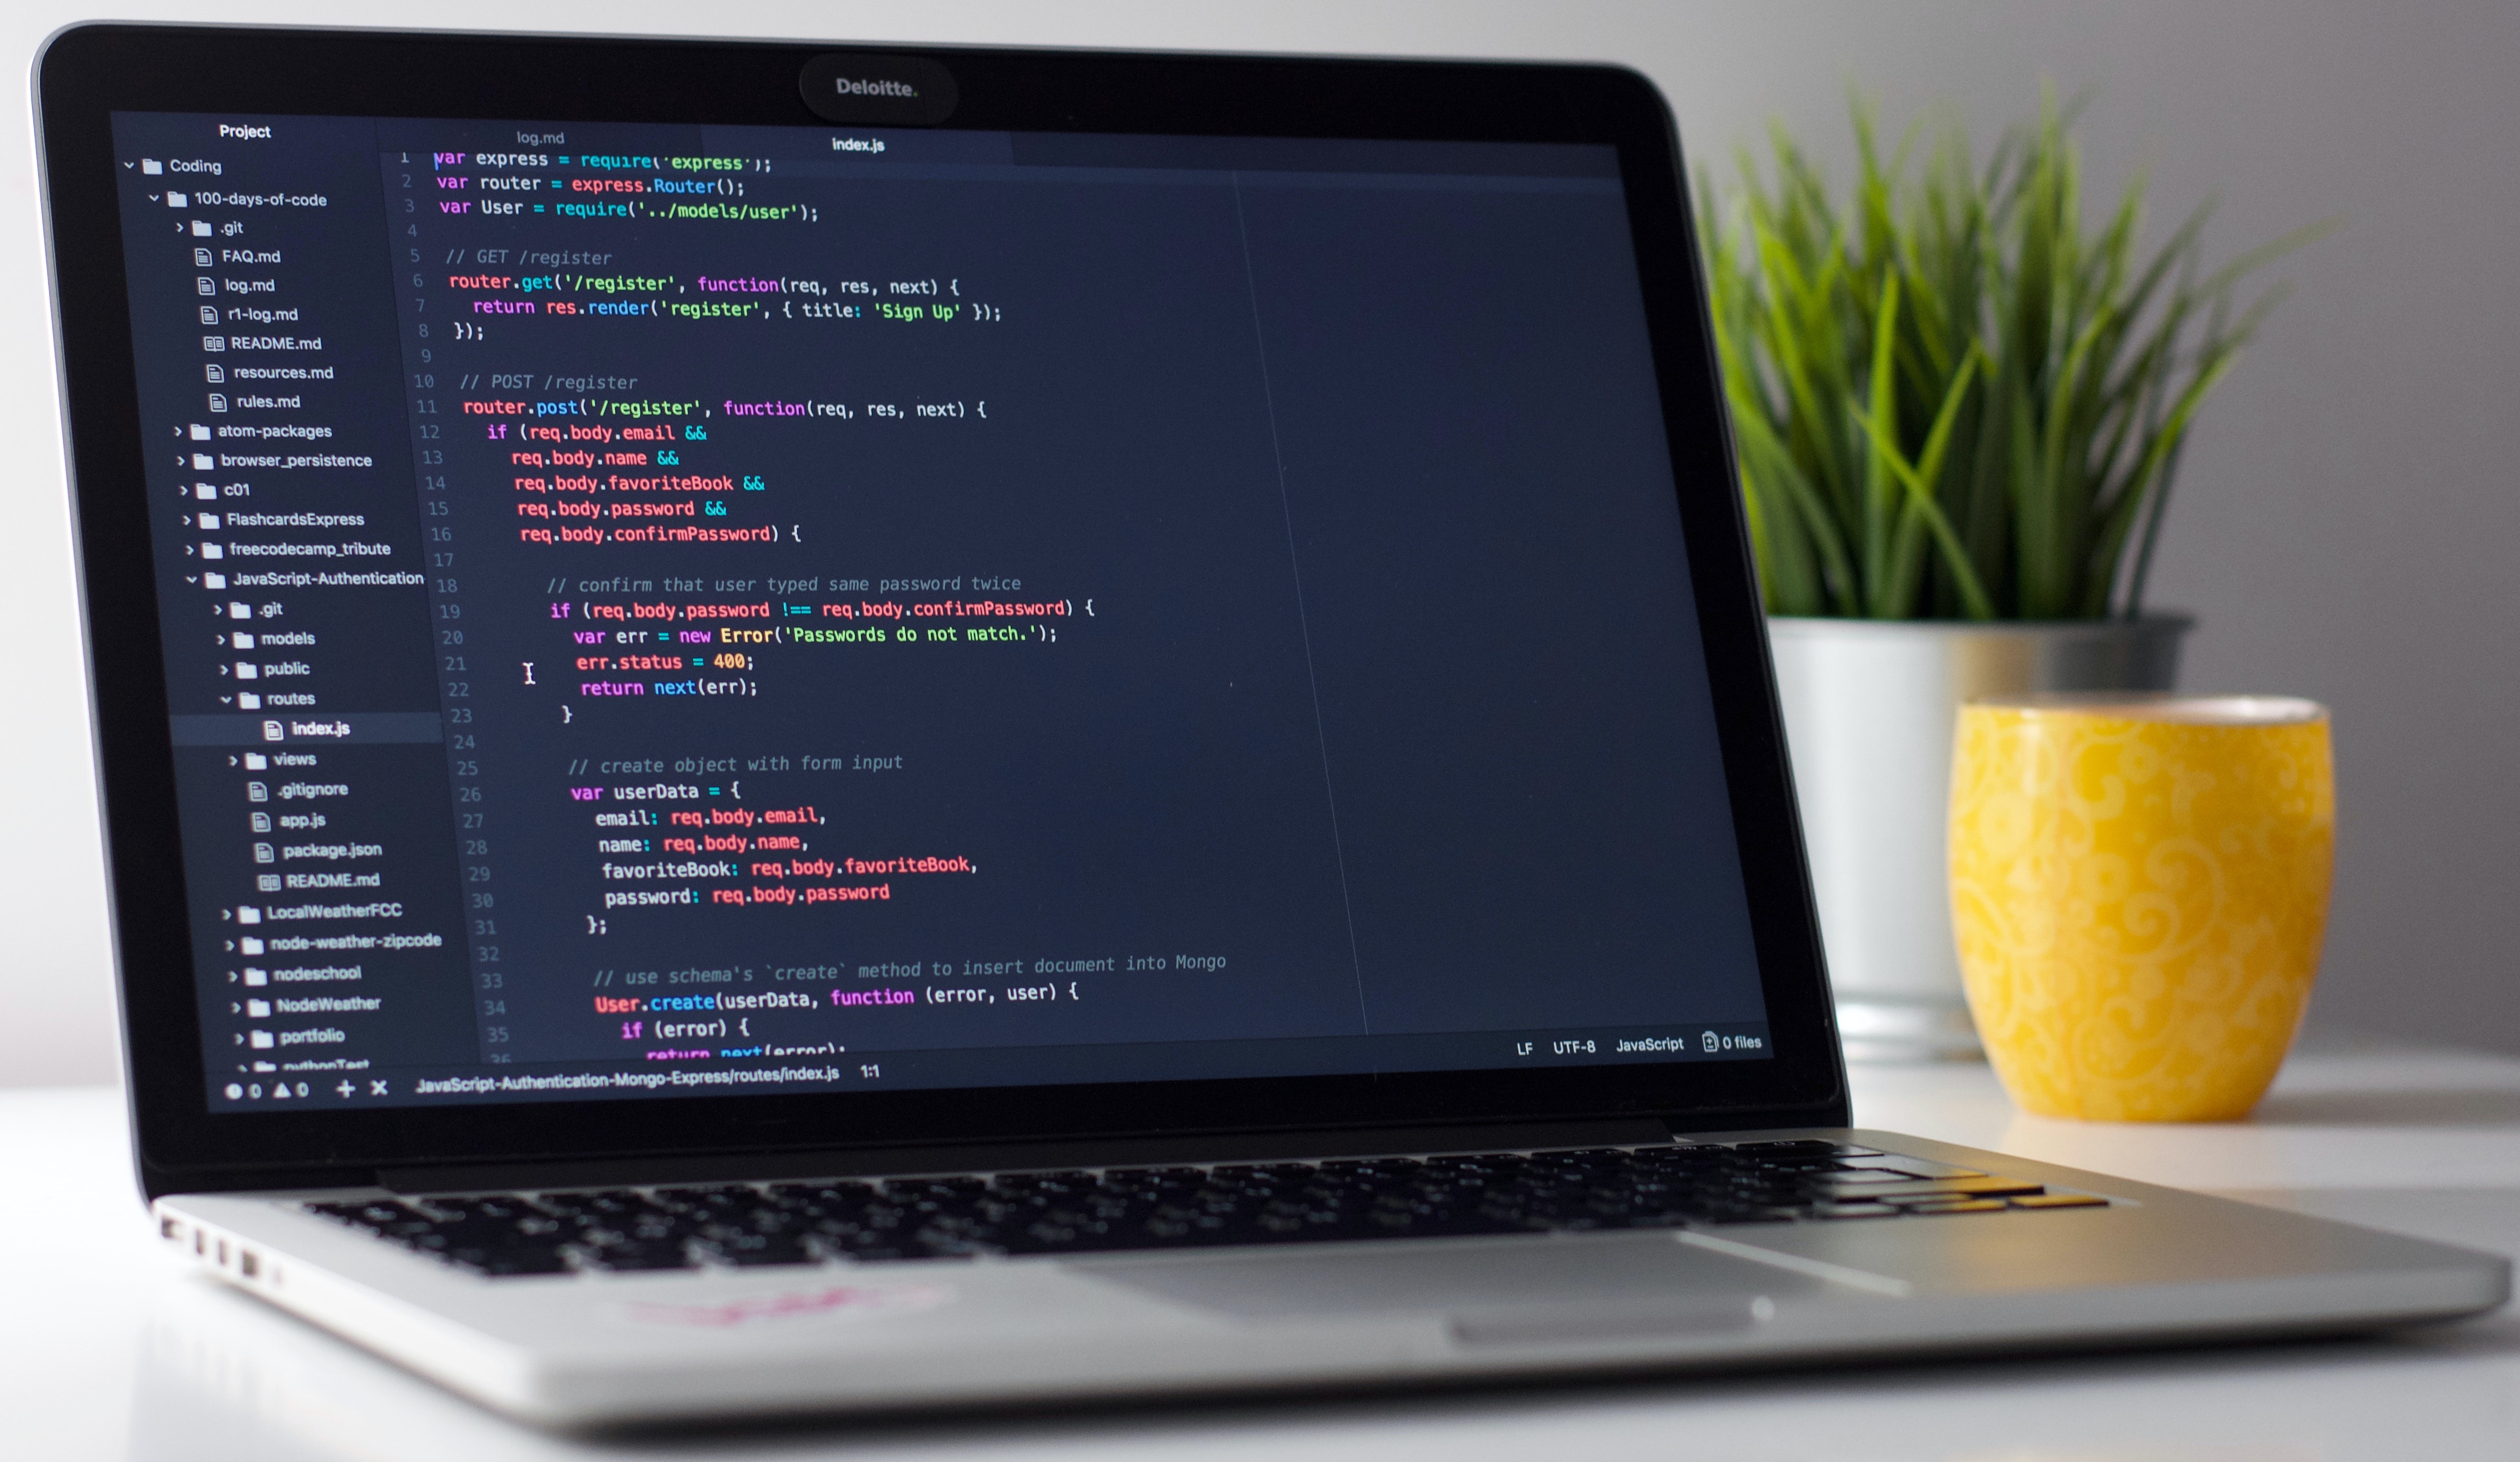 Deloitte.
Project
Coding
100-days-of-code
.git
FAQ.md
log.md
r1-log.md
README.md
resources.md
rules.md
atom-packages
browser_persistence
c01
FlashcardsExpress
freecodecamp_tribute
JavaScript-Authentication
.git
models
public
routes
index.js
views
.gitignore
app.js
package.json
README.md
LocalWeatherFCC
node-weather-zipcode
nodeschool
NodeWeather
portfolio
pythonTest
log.md index.js
1 var express = require('express');
2 var router = express.Router();
3 var User = require('../models/user');
4
5 // GET /register
6 router.get('/register', function(req, res, next) {
7 return res.render('register', { title: 'Sign Up' });
8 });
9
10 // POST /register
11 router.post('/register', function(req, res, next) {
12 if (req.body.email &&
13 req.body.name &&
14 req.body.favoriteBook &&
15 req.body.password &&
16 req.body.confirmPassword) {
17
18 // confirm that user typed same password twice
19 if (req.body.password !== req.body.confirmPassword) {
20 var err = new Error('Passwords do not match.');
21 err.status = 400;
22 return next(err);
23 }
24
25 // create object with form input
26 var userData = {
27 email: req.body.email,
28 name: req.body.name,
29 favoriteBook: req.body.favoriteBook,
30 password: req.body.password
31 };
32
33 // use schema's `create` method to insert document into Mongo
34 User.create(userData, function (error, user) {
35 if (error) {
36 return next(error);
0 0 + × JavaScript-Authentication-Mongo-Express/routes/index.js 1:1 LF UTF-8 JavaScript 0 files